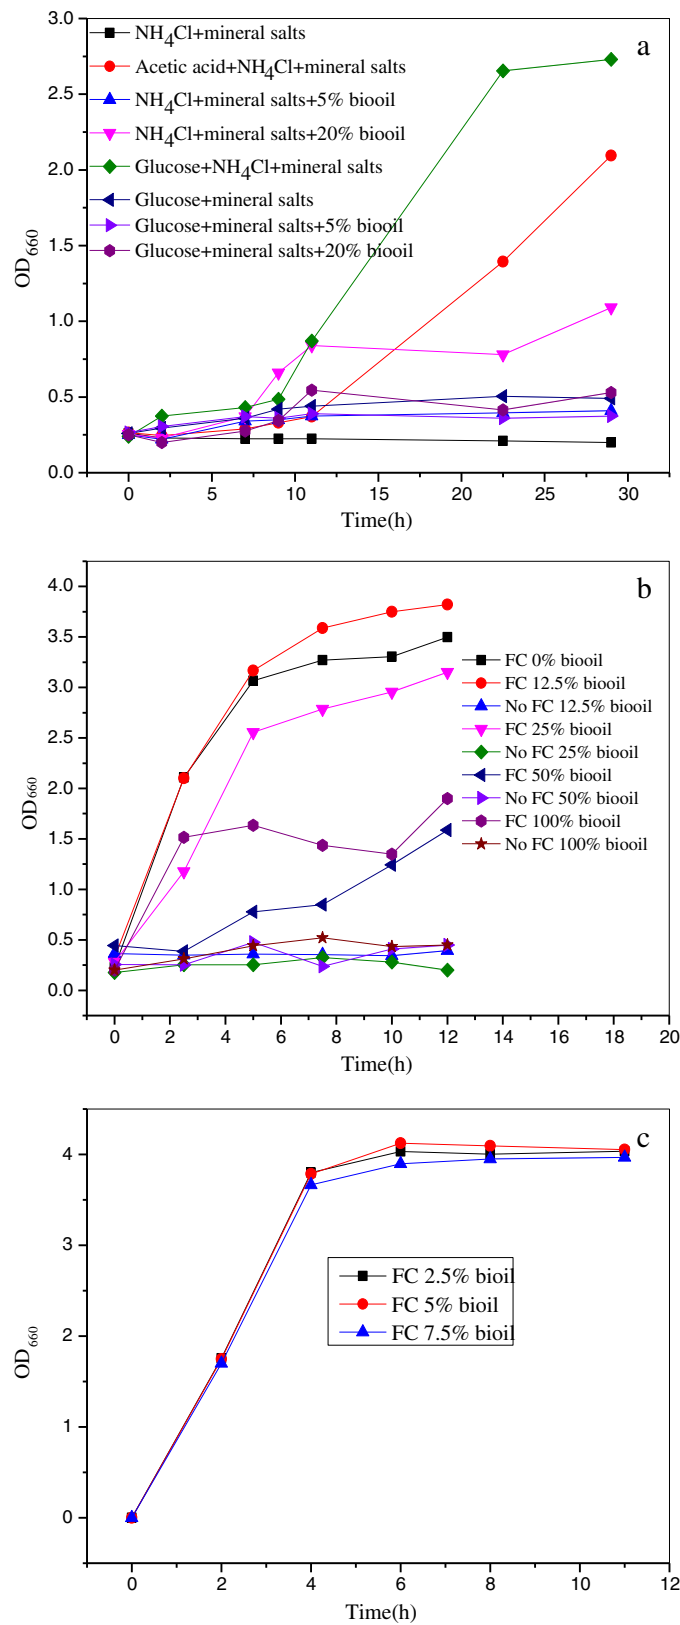 a
3.0
2.5
2.0
1.5
1.0
0.5
0.0
OD660
NH4Cl+mineral salts
Acetic acid+NH4Cl+mineral salts
NH4Cl+mineral salts+5% biooil
NH4Cl+mineral salts+20% biooil
Glucose+NH4Cl+mineral salts
Glucose+mineral salts
Glucose+mineral salts+5% biooil
Glucose+mineral salts+20% biooil
0 5 10 15 20 25 30
Time(h)
b
4.0
3.5
3.0
2.5
2.0
1.5
1.0
0.5
0.0
OD660
FC 0% biooil
FC 12.5% biooil
No FC 12.5% biooil
FC 25% biooil
No FC 25% biooil
FC 50% biooil
No FC 50% biooil
FC 100% biooil
No FC 100% biooil
0 2 4 6 8 10 12 14 16 18 20
Time(h)
c
4
3
2
1
0
OD660
FC 2.5% bioil
FC 5% bioil
FC 7.5% bioil
0 2 4 6 8 10 12
Time(h)